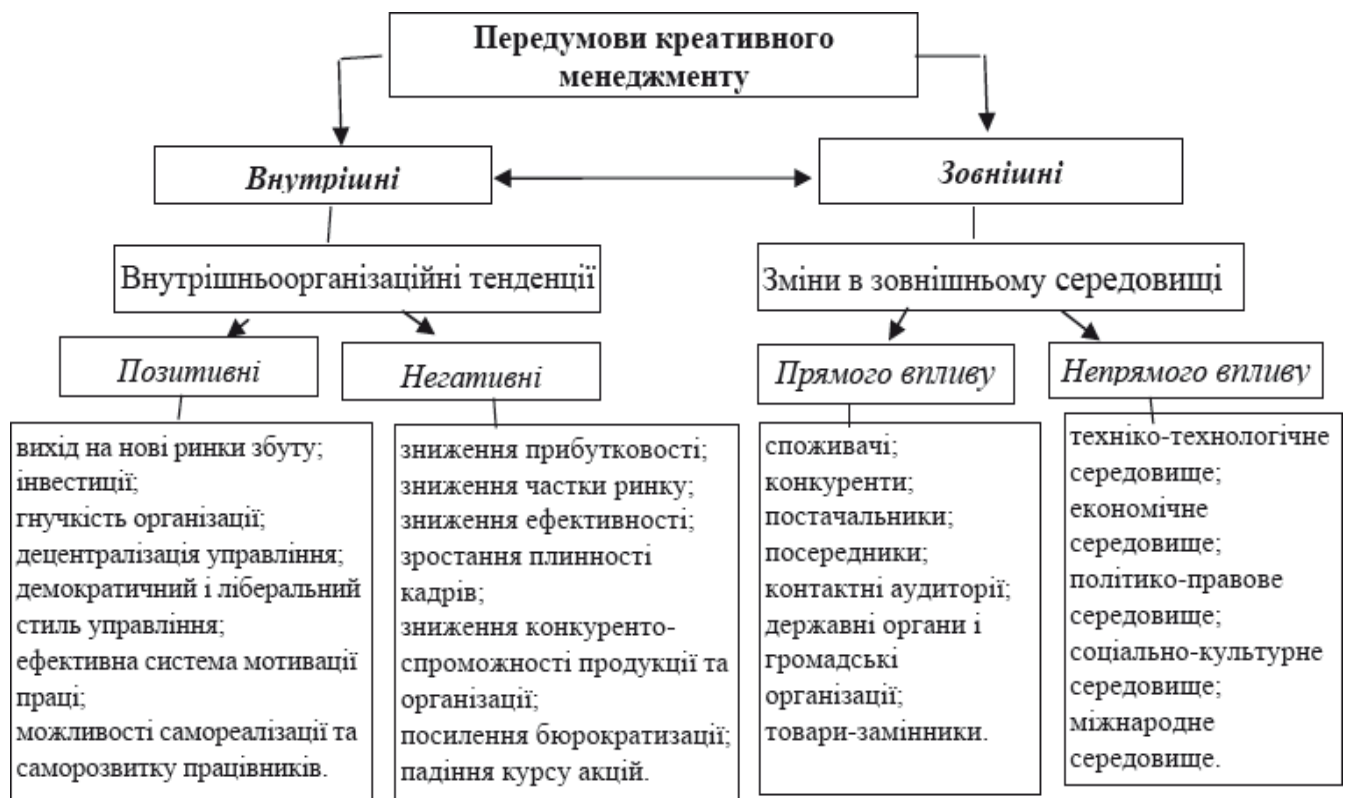 Передумови креативного
менеджменту
Внутрішні
Зовнішні
Внутрішньоорганізаційні тенденції
Зміни в зовнішньому середовищі
Позитивні
Негативні
Прямого впливу
Непрямого впливу
вихід на нові ринки збуту;
інвестиції;
гнучкість організації;
децентралізація управління;
демократичний і ліберальний
стиль управління;
ефективна система мотивації
праці;
можливості самореалізації та
саморозвитку працівників.
зниження прибутковості;
зниження частки ринку;
зниження ефективності;
зростання плинності
кадрів;
зниження конкуренто-
спроможності продукції та
організації;
посилення бюрократизації;
падіння курсу акцій.
споживачі;
конкуренти;
постачальники;
посередники;
контактні аудиторії;
державні органи і
громадські
організації;
товари-замінники.
техніко-технологічне
середовище;
економічне
середовище;
політико-правове
середовище;
соціально-культурне
середовище;
міжнародне
середовище.